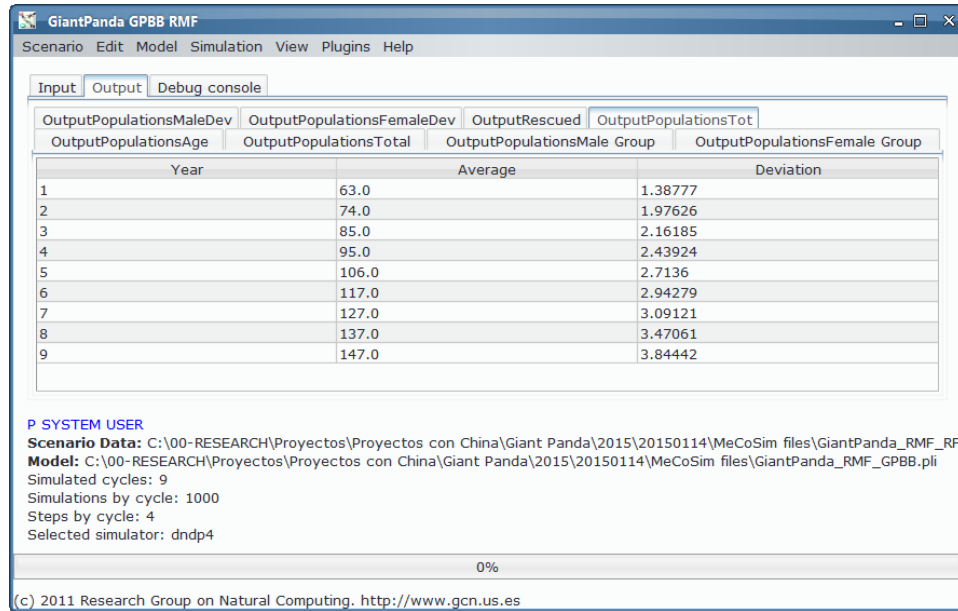 GiantPanda GPBB RMF
Scenario Edit Model Simulation View Plugins Help
Input Output Debug console
OutputPopulationsMaleDev OutputPopulationsFemaleDev OutputRescued OutputPopulationsTot
OutputPopulationsAge OutputPopulationsTotal OutputPopulationsMale Group OutputPopulationsFemale Group
Year Average Deviation
1 63.0 1.38777
2 74.0 1.97626
3 85.0 2.16185
4 95.0 2.43924
5 106.0 2.7136
6 117.0 2.94279
7 127.0 3.09121
8 137.0 3.47061
9 147.0 3.84442
P SYSTEM USER
Scenario Data: C:\00-RESEARCH\Proyectos\Proyectos con China\Giant Panda\2015\20150114\MeCoSim files\GiantPanda_RMF_RF
Model: C:\00-RESEARCH\Proyectos\Proyectos con China\Giant Panda\2015\20150114\MeCoSim files\GiantPanda_RMF_GPBB.pli
Simulated cycles: 9
Simulations by cycle: 1000
Steps by cycle: 4
Selected simulator: dndp4
0%
(c) 2011 Research Group on Natural Computing. http://www.gcn.us.es